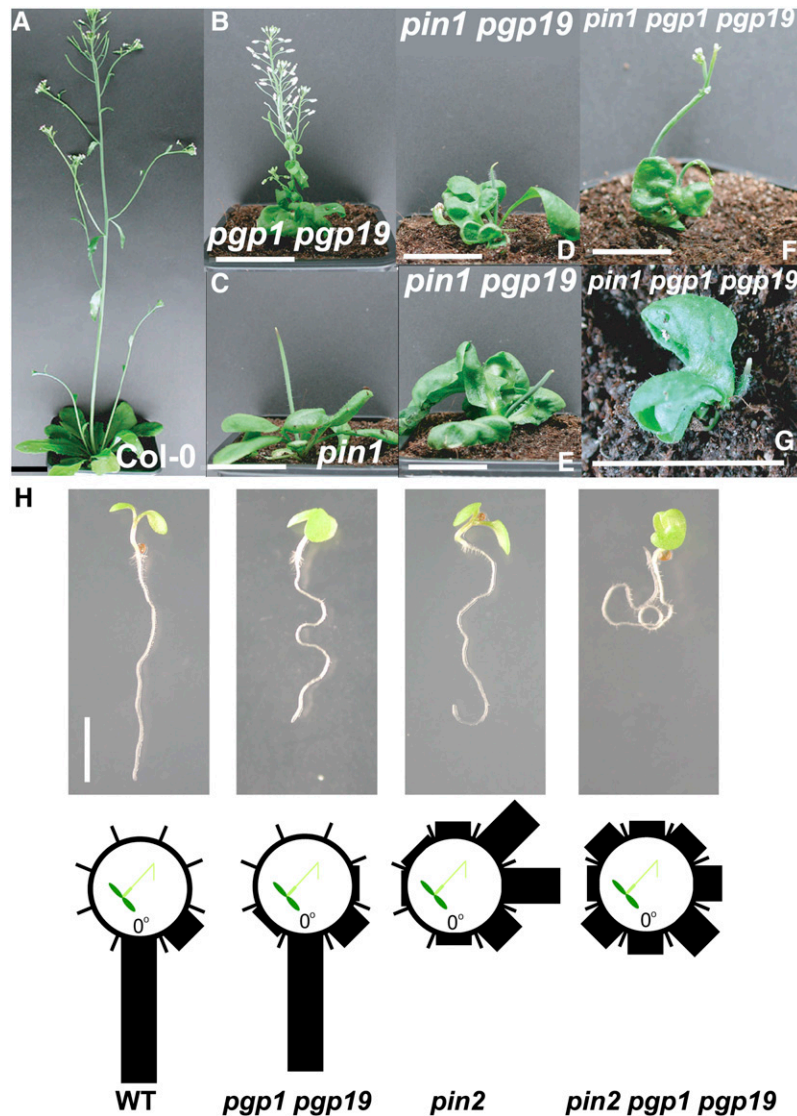 A
B
pin1 pgp19
pin1 pgp1 pgp19
pgp1 pgp19
D
F
C
pin1 pgp19
pin1 pgp1 pgp19
Col-0
pin1
E
G
H
0°
0°
0°
0°
WT
pgp1 pgp19
pin2
pin2 pgp1 pgp19